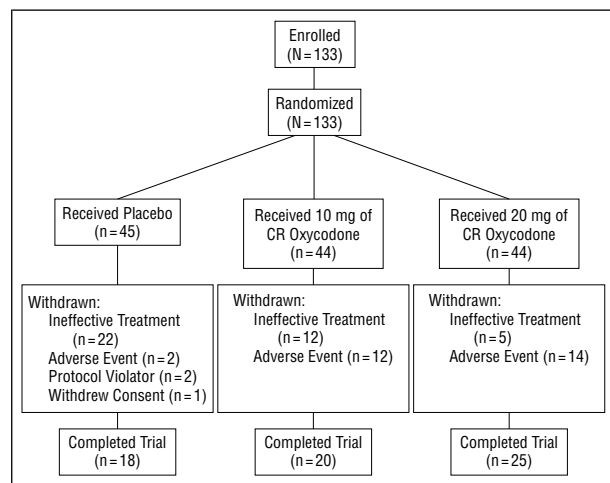 Enrolled
(N=133)
Randomized
(N=133)
Received Placebo
(n=45)
Received 10 mg of
CR Oxycodone
(n=44)
Received 20 mg of
CR Oxycodone
(n=44)
Withdrawn:
Ineffective Treatment
(n=22)
Adverse Event (n=2)
Protocol Violator (n=2)
Withdrew Consent (n=1)
Withdrawn:
Ineffective Treatment
(n=12)
Adverse Event (n=12)
Withdrawn:
Ineffective Treatment
(n=5)
Adverse Event (n=14)
Completed Trial
(n=18)
Completed Trial
(n=20)
Completed Trial
(n=25)